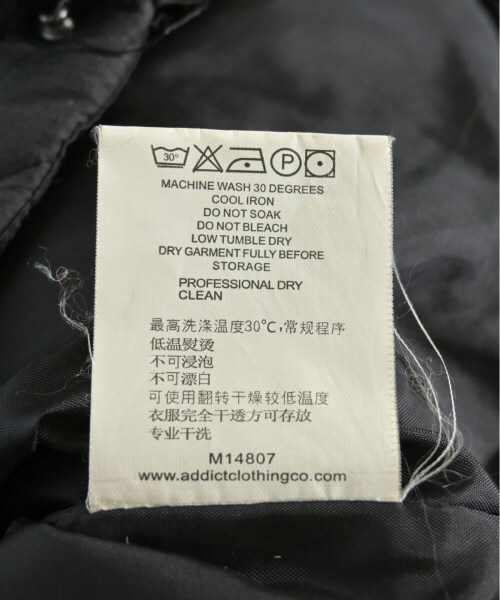 30°
P
MACHINE WASH 30 DEGREES
COOL IRON
DO NOT SOAK
DO NOT BLEACH
LOW TUMBLE DRY
DRY GARMENT FULLY BEFORE
STORAGE
PROFESSIONAL DRY
CLEAN
最高洗涤温度30℃,常规程序
低温熨烫
不可浸泡
不可漂白
可使用翻转干燥较低温度
衣服完全干透方可存放
专业干洗
M14807
www.addictclothingco.com